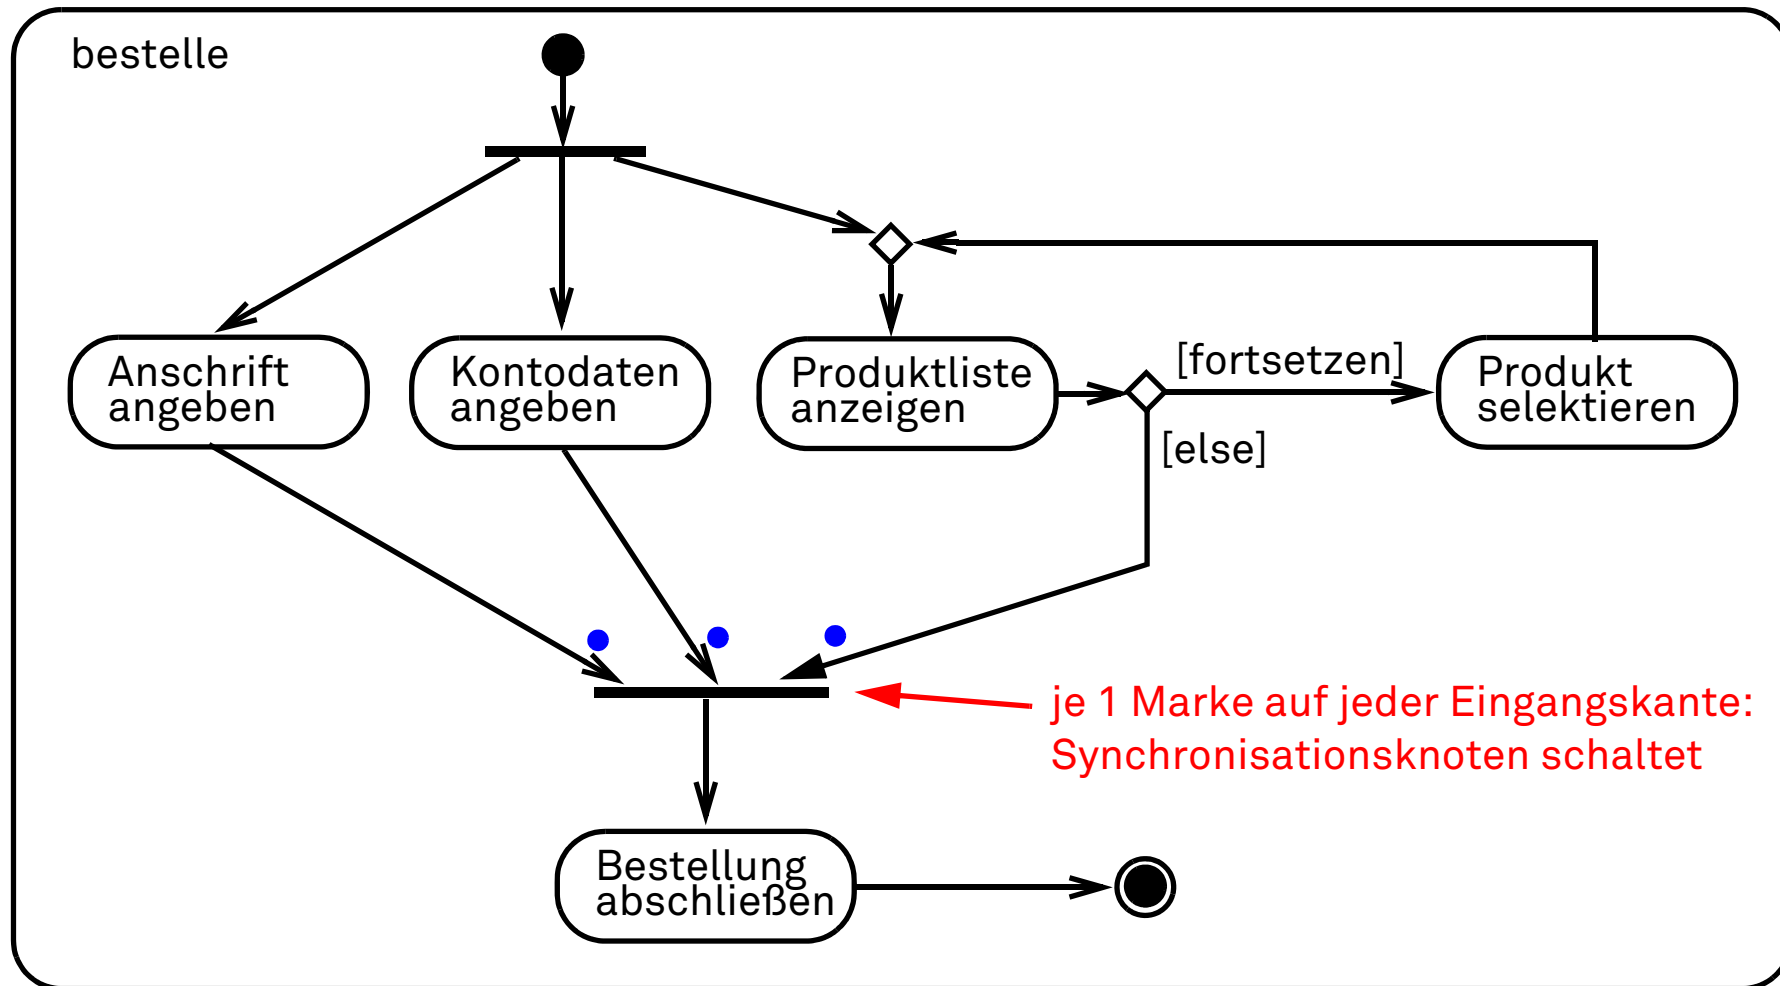 bestelle
Anschrift
angeben
Kontodaten
angeben
Produktliste
anzeigen
[fortsetzen]
[else]
Produkt
selektieren
je 1 Marke auf jeder Eingangskante:
Synchronisationsknoten schaltet
Bestellung
abschließen